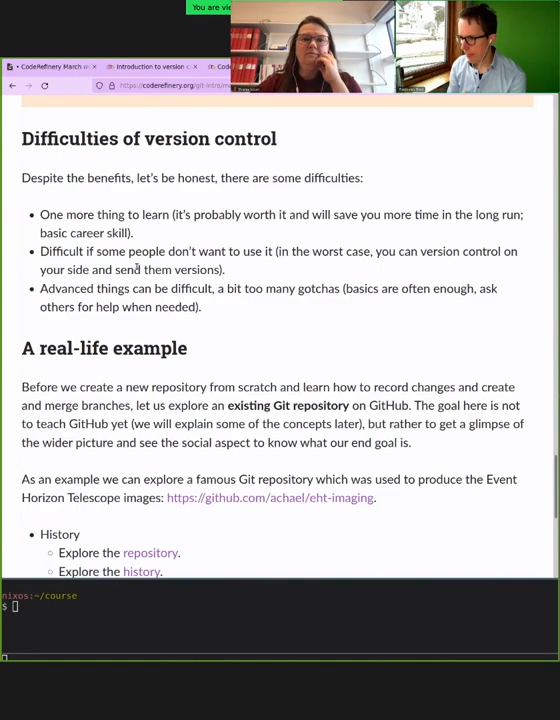 You are vie
• CodeRefinery March w
Introduction to version c
Cod
https://coderefinery.org/git-intro/m
Difficulties of version control
Despite the benefits, let's be honest, there are some difficulties:
• One more thing to learn (it's probably worth it and will save you more time in the long run;
basic career skill).
• Difficult if some people don't want to use it (in the worst case, you can version control on
your side and send them versions).
• Advanced things can be difficult, a bit too many gotchas (basics are often enough, ask
others for help when needed).
A real-life example
Before we create a new repository from scratch and learn how to record changes and create
and merge branches, let us explore an existing Git repository on GitHub. The goal here is not
to teach GitHub yet (we will explain some of the concepts later), but rather to get a glimpse of
the wider picture and see the social aspect to know what our end goal is.
As an example we can explore a famous Git repository which was used to produce the Event
Horizon Telescope images: https://github.com/achael/eht-imaging.
• History
○ Explore the repository.
○ Explore the history.
nixos:~/course
$